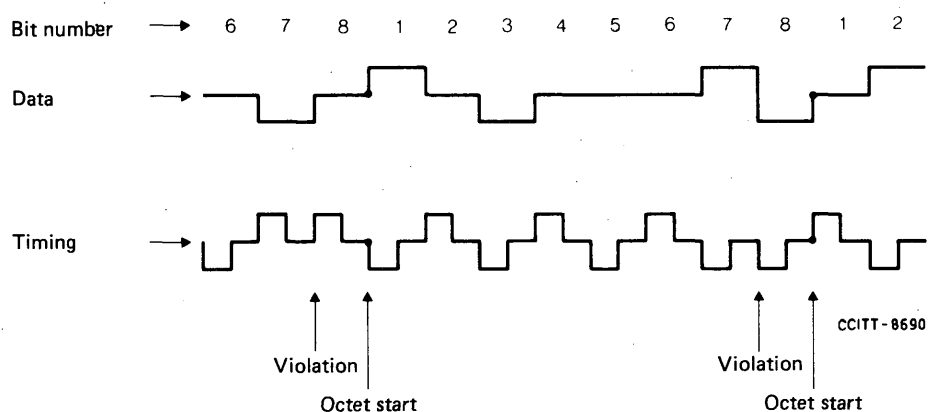 Bit number 6 7 8 1 2 3 4 5 6 7 8 1 2
Data
Timing
CCITT-8690
Violation Violation
Octet start Octet start